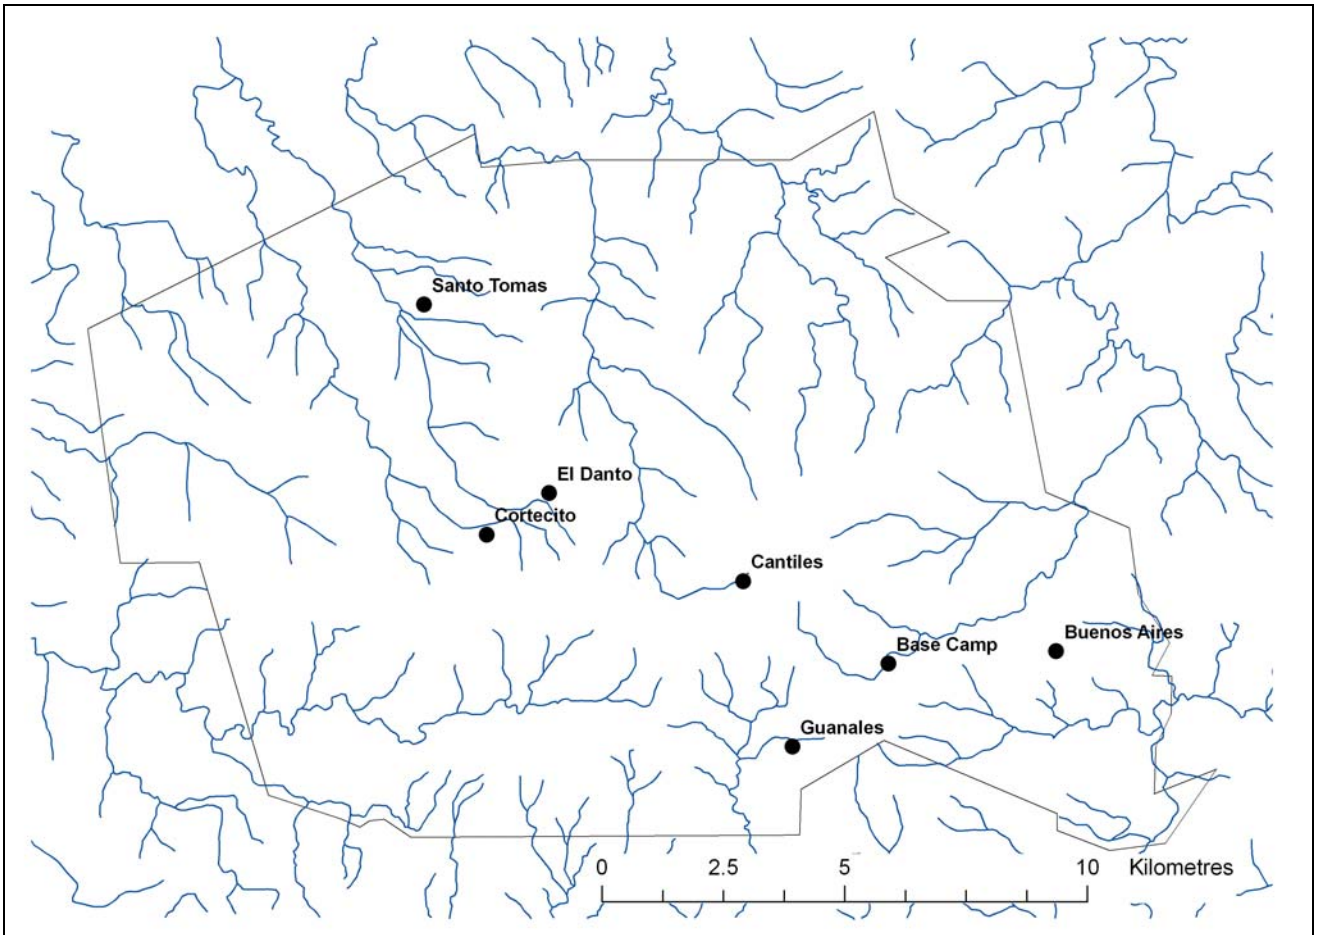 Santo Tomas
El Danto
Cortecito
Cantiles
Buenos Aires
Base Camp
Guanales
0 2.5 5 10 Kilometres